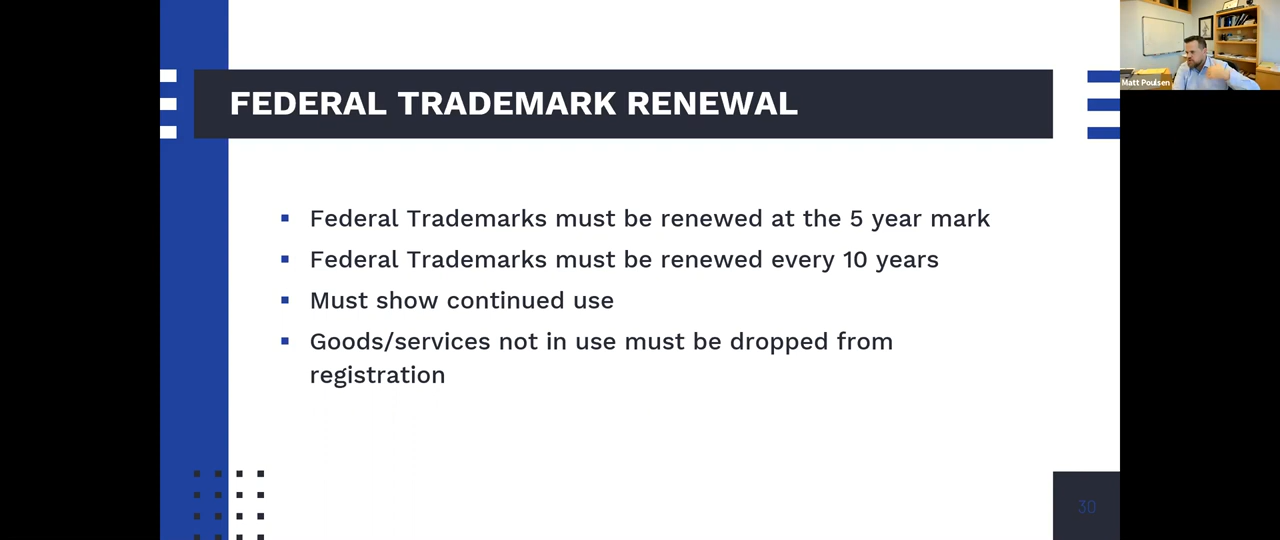 FEDERAL TRADEMARK RENEWAL
Matt Poulsen
▪ Federal Trademarks must be renewed at the 5 year mark
▪ Federal Trademarks must be renewed every 10 years
▪ Must show continued use
▪ Goods/services not in use must be dropped from
registration
30